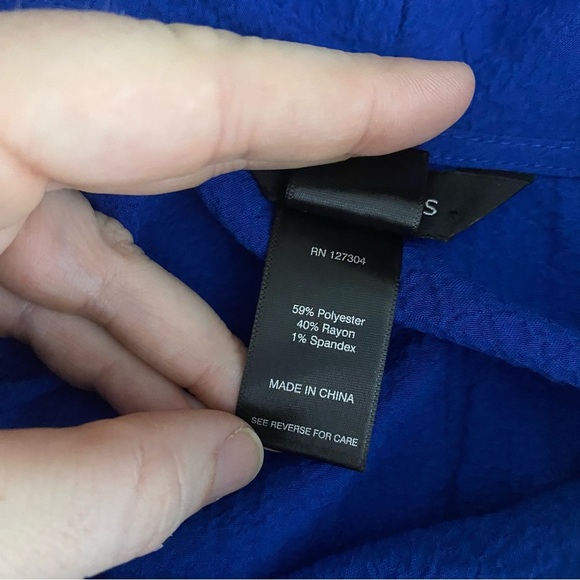 S
RN 127304
59% Polyester
40% Rayon
1% Spandex
MADE IN CHINA
SEE REVERSE FOR CARE